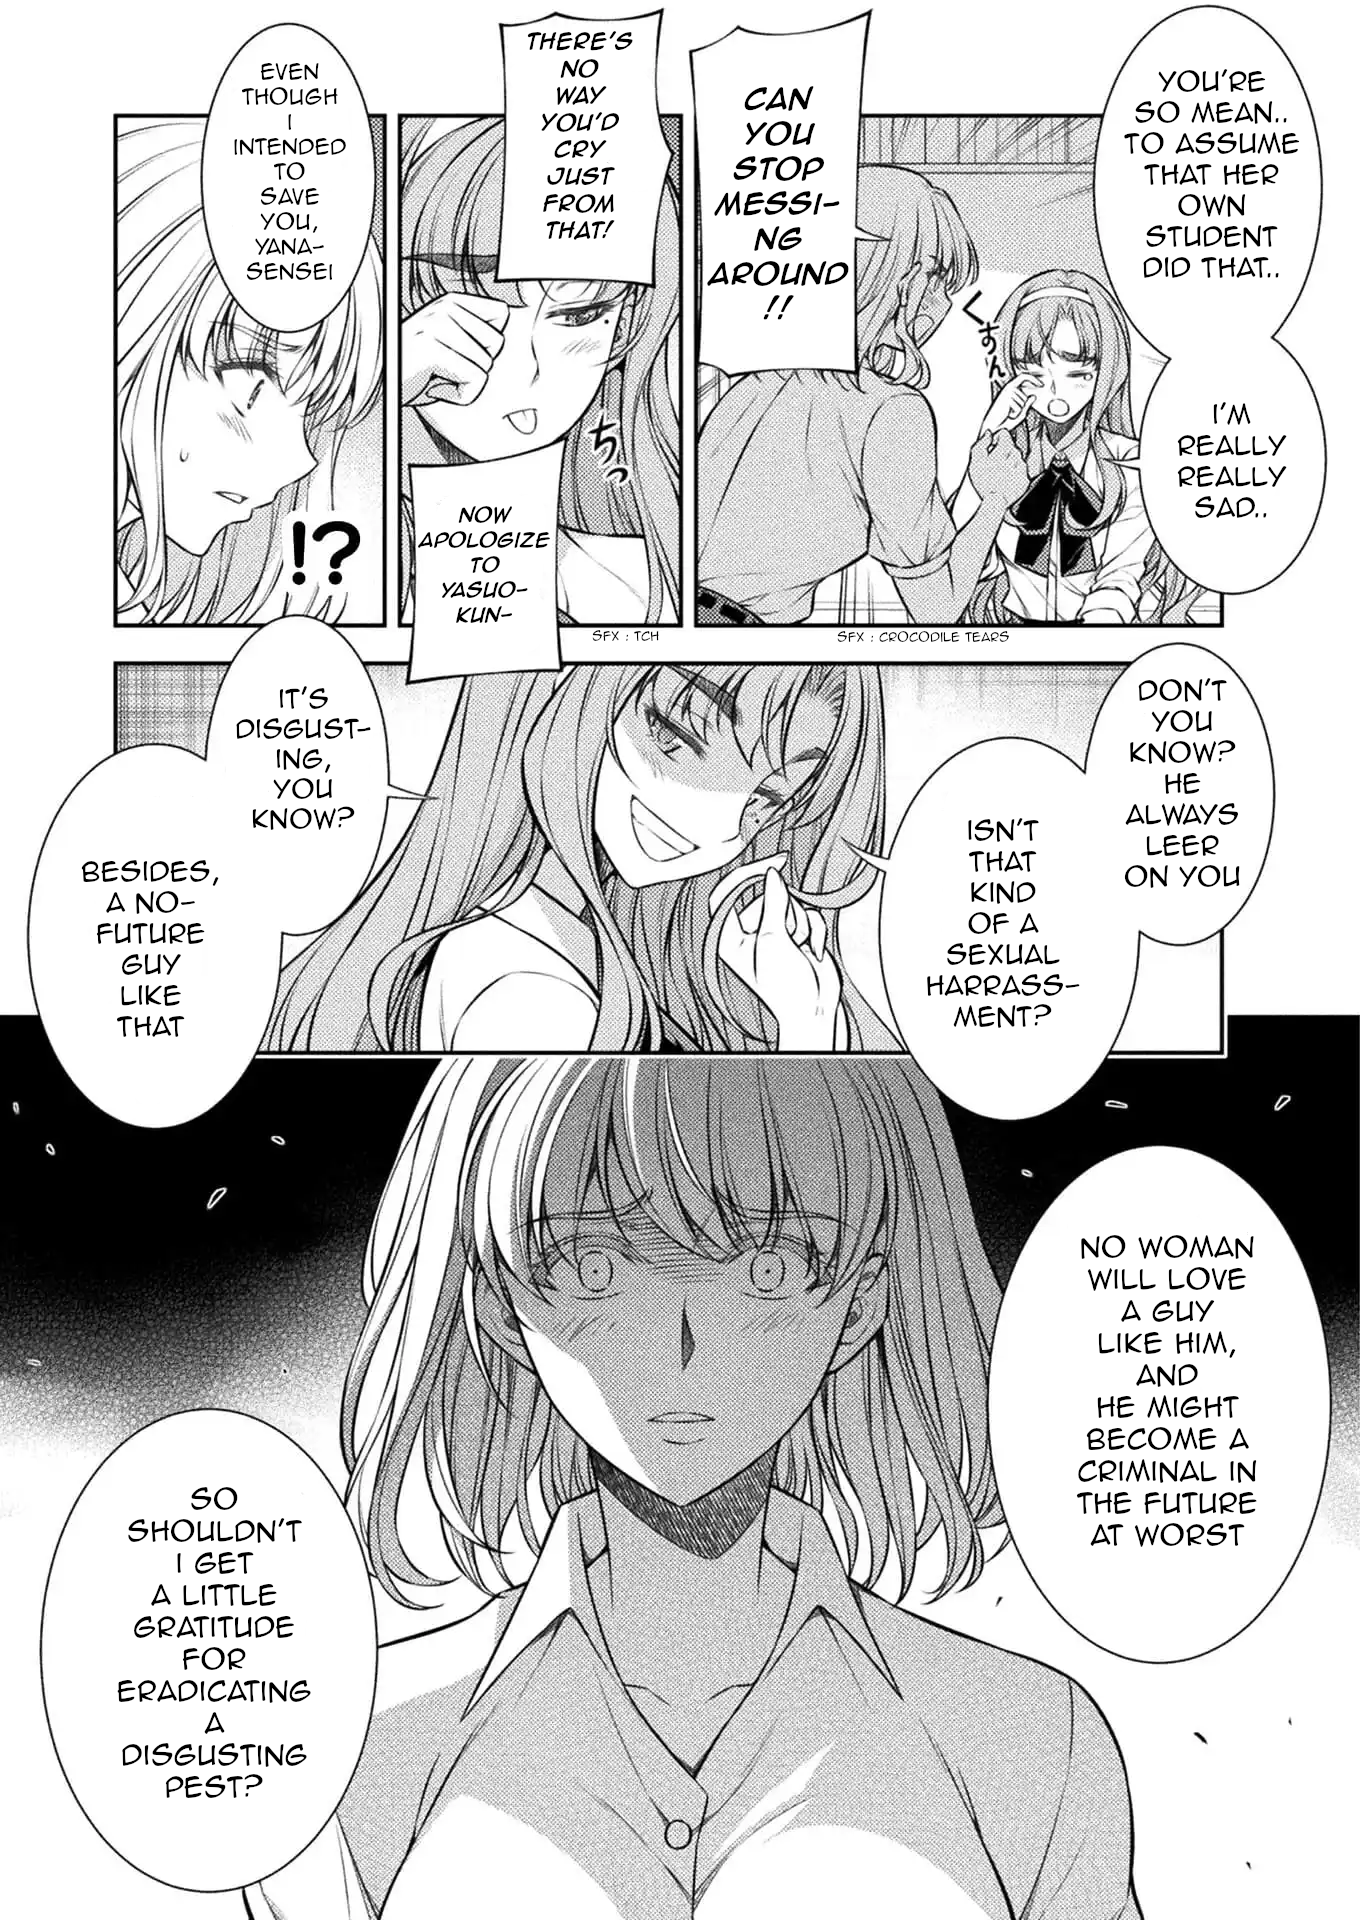 YOU'RE
SO MEAN..
TO ASSUME
THAT HER
OWN
STUDENT
DID THAT..
I'M
REALLY
REALLY
SAD..
くすん
SFX : CROCODILE TEARS
CAN
YOU
STOP
MESSI-
NG
AROUND
!!
THERE'S
NO
WAY
YOU'D
CRY
JUST
FROM
THAT!
ちっ
NOW
APOLOGIZE
TO
YASUO-
KUN-
SFX : TCH
EVEN
THOUGH
I
INTENDED
TO
SAVE
YOU,
YANA-
SENSEI
!?
DON'T
YOU
KNOW?
HE
ALWAYS
LEER
ON YOU
ISN'T
THAT
KIND
OF A
SEXUAL
HARRASS-
MENT?
IT'S
DISGUST-
ING,
YOU
KNOW?
BESIDES,
A NO-
FUTURE
GUY
LIKE
THAT
NO WOMAN
WILL LOVE
A GUY
LIKE HIM,
AND
HE MIGHT
BECOME A
CRIMINAL IN
THE FUTURE
AT WORST
SO
SHOULDN'T
I GET
A LITTLE
GRATITUDE
FOR
ERADICATING
A
DISGUSTING
PEST?